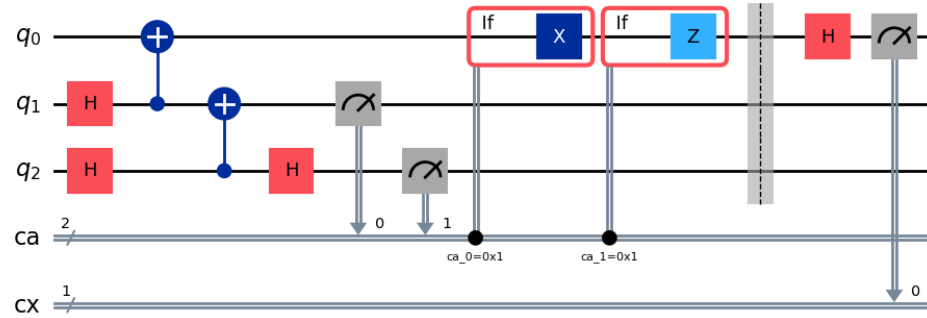 q0 If X If Z H
q1 H
q2 H H
ca 2 0 1
ca_0=0x1 ca_1=0x1
cx 1 0